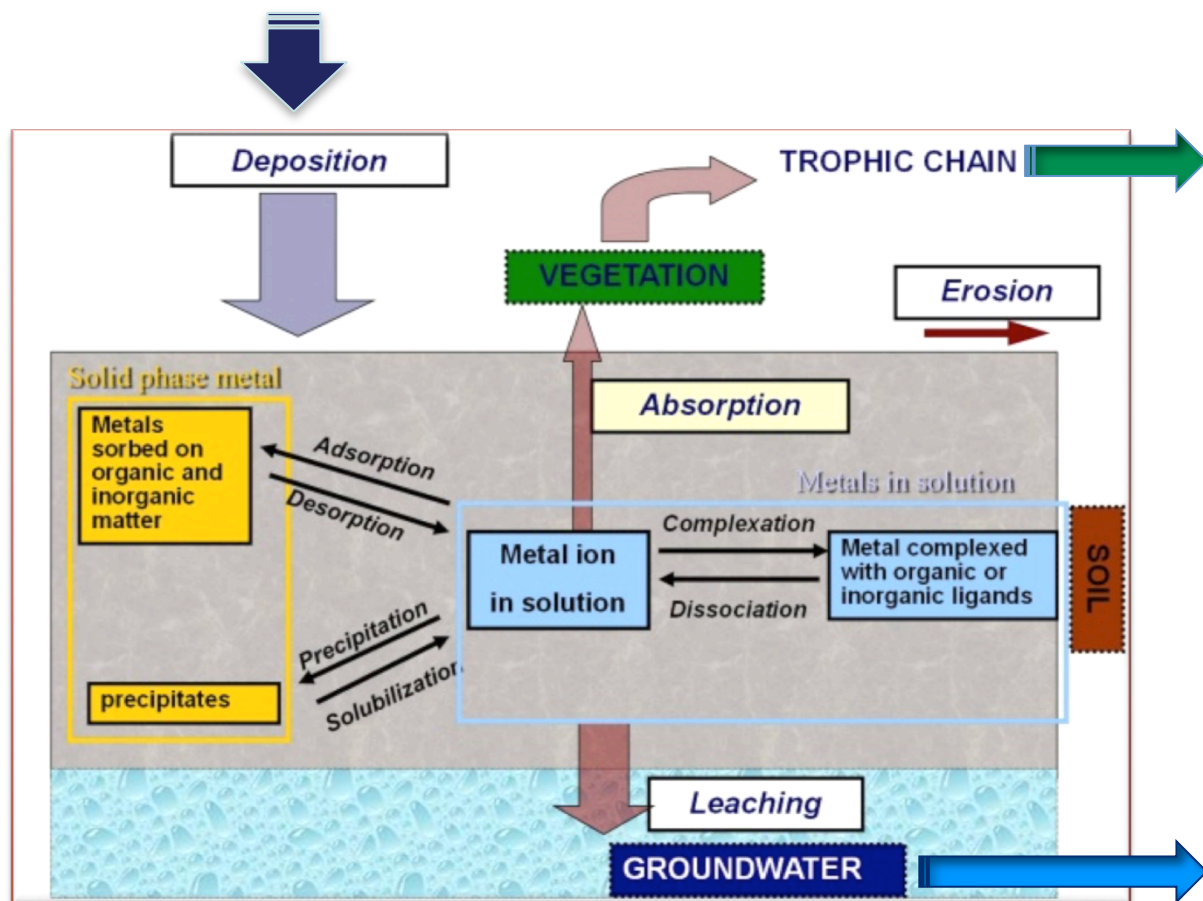 Deposition
TRophic CHAIN
VEGETATION
Erosion
Solid phase metal
Absorption
Metals
sorbed on
organic and
inorganic
matter
Adsorption
Desorption
Metals in solution
Complexation
Metal ion
in solution
Metal complexed
with organic or
inorganic ligands
Dissociation
SOIL
Precipitation
Solubilization
precipitates
Leaching
GROUNDWATER